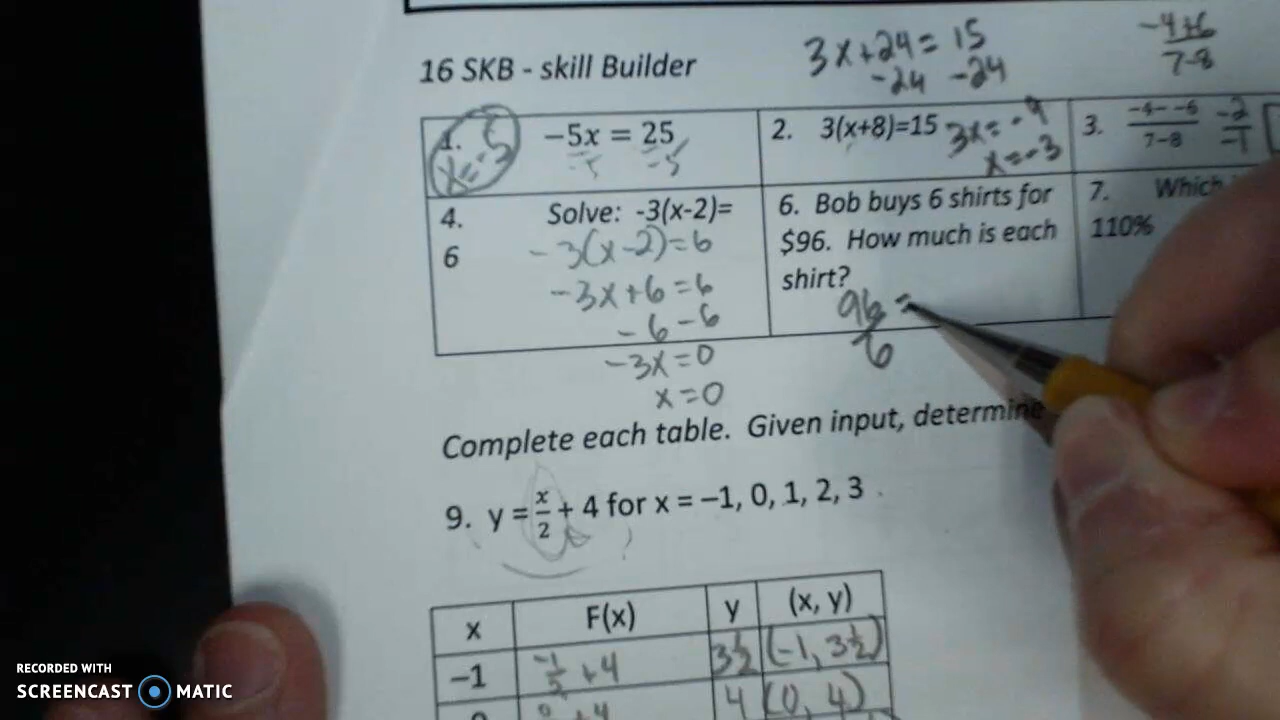 3x+24=15
-24 -24
-4+6
7-8
16 SKB - skill Builder
1. -5x = 25
-5 -5
x=-5
2. 3(x+8)=15
3x=-9
x=-3
3. -4- -6
7-8
-2
-1
4. Solve: -3(x-2)=
6
-3(x-2)=6
-3x+6=6
-6 -6
-3x=0
x=0
6. Bob buys 6 shirts for
$96. How much is each
shirt?
96 =
6
7. Which
110%
Complete each table. Given input, determine
9. y = x/2 + 4 for x = –1, 0, 1, 2, 3
x F(x) y (x, y)
–1 +4 3½ (-1, 3½)
0 +4 4 (0, 4)
RECORDED WITH
SCREENCAST MATIC